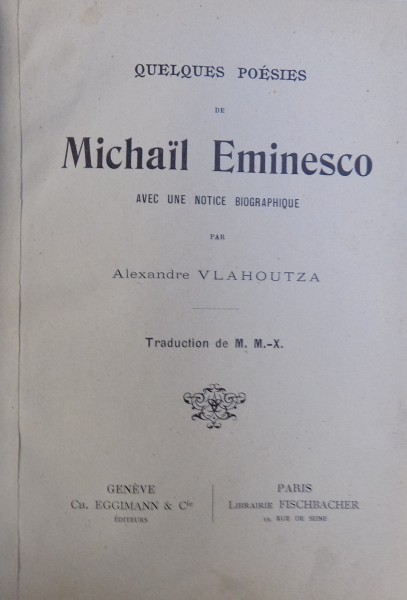 QUELQUES POÉSIES
DE
Michaïl Eminesco
AVEC UNE NOTICE BIOGRAPHIQUE
PAR
Alexandre VLAHOUTZA
Traduction de M. M.-X.
GENÈVE
CH. EGGIMANN & Cie
ÉDITEURS
PARIS
LIBRAIRIE FISCHBACHER
RUE DE SEINE